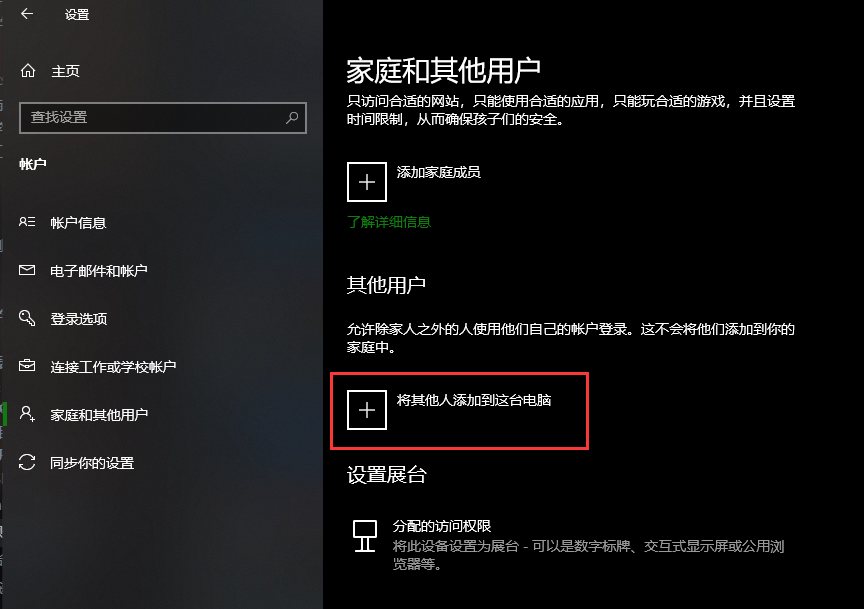 设置
主页
查找设置
帐户
帐户信息
电子邮件和帐户
登录选项
连接工作或学校帐户
家庭和其他用户
同步你的设置
家庭和其他用户
只访问合适的网站，只能使用合适的应用，只能玩合适的游戏，并且设置
时间限制，从而确保孩子们的安全。
添加家庭成员
了解详细信息
其他用户
允许除家人之外的人使用他们自己的帐户登录。这不会将他们添加到你的
家庭中。
将其他人添加到这台电脑
设置展台
分配的访问权限
将此设备设置为展台 - 可以是数字标牌、交互式显示屏或公用浏
览器等。